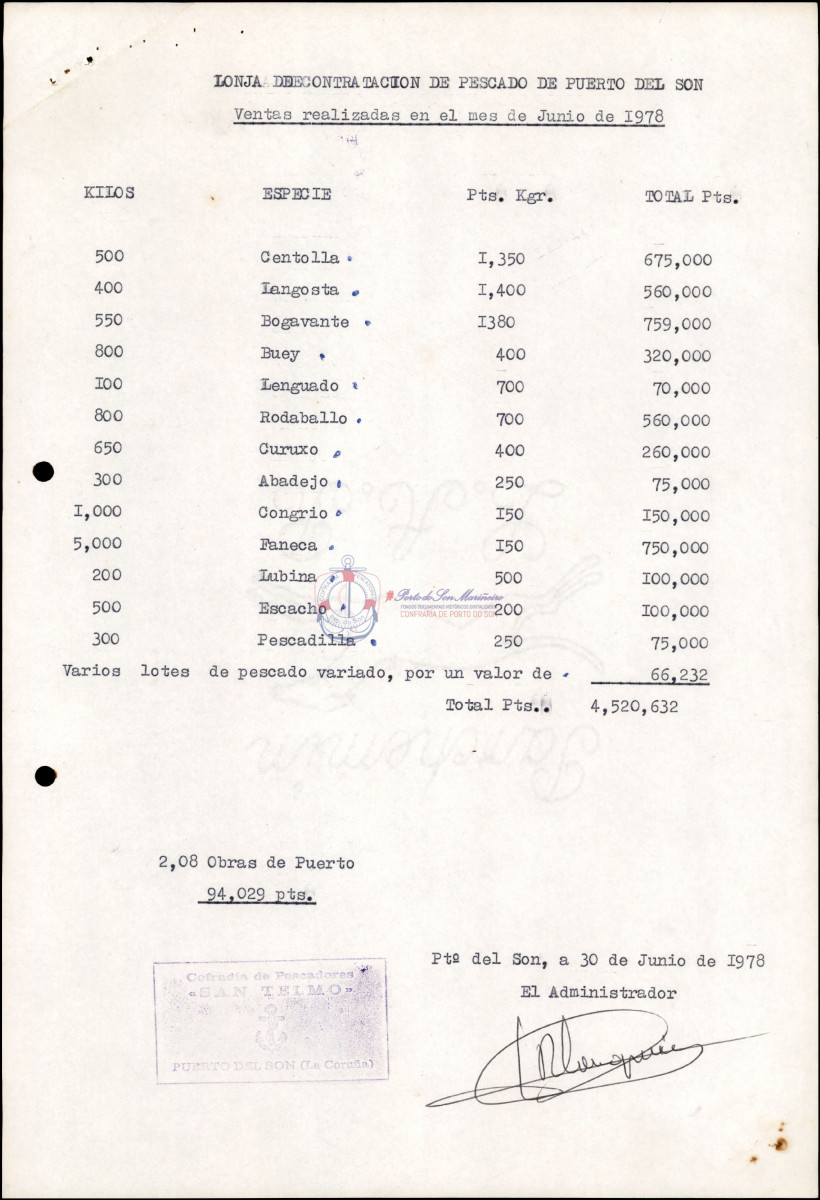 LONJA DE CONTRATACION DE PESCADO DE PUERTO DEL SON
Ventas realizadas en el mes de Junio de I978
KILOS ESPECIE Pts. Kgr. TOTAL Pts.
500 Centolla I,350 675,000
400 Langosta I,400 560,000
550 Bogavante I380 759,000
800 Buey 400 320,000
I00 Lenguado 700 70,000
800 Rodaballo 700 560,000
650 Curuxo 400 260,000
300 Abadejo 250 75,000
I,000 Congrio I50 I50,000
5,000 Faneca I50 750,000
200 Lubina 500 I00,000
500 Escacho 200 I00,000
300 Pescadilla 250 75,000
Varios lotes de pescado variado, por un valor de 66,232
Total Pts.. 4,520,632
Porto do Son Mariñeiro
CONFRARÍA DE PORTO DO SON
Parchemin
2,08 Obras de Puerto
94,029 pts.
Ptº del Son, a 30 de Junio de I978
El Administrador
Cofradía de Pescadores
«SAN TELMO»
PUERTO DEL SON (La Coruña)